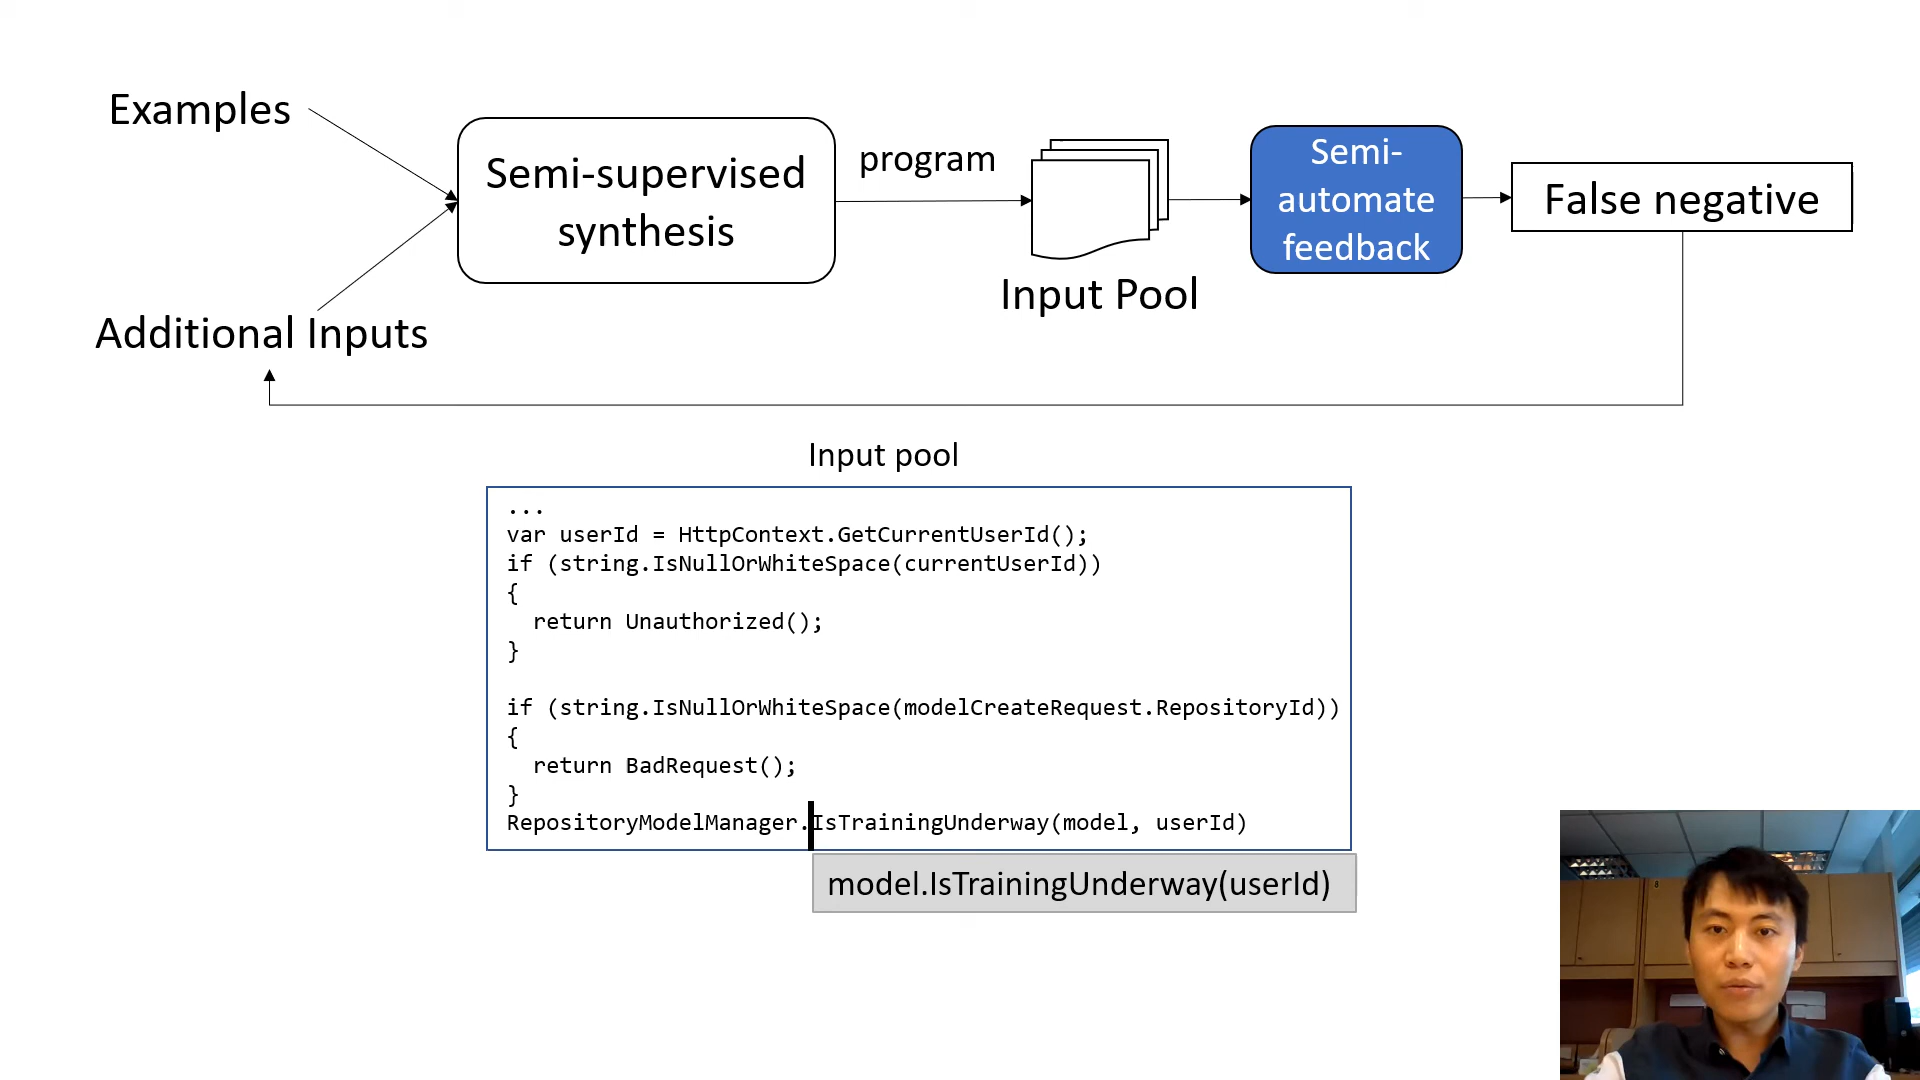 Examples
Semi-supervised
synthesis
program
Semi-
automate
feedback
False negative
Input Pool
Additional Inputs
Input pool
...
var userId = HttpContext.GetCurrentUserId();
if (string.IsNullOrWhiteSpace(currentUserId))
{
return Unauthorized();
}
if (string.IsNullOrWhiteSpace(modelCreateRequest.RepositoryId))
{
return BadRequest();
}
RepositoryModelManager.IsTrainingUnderway(model, userId)
model.IsTrainingUnderway(userId)
8